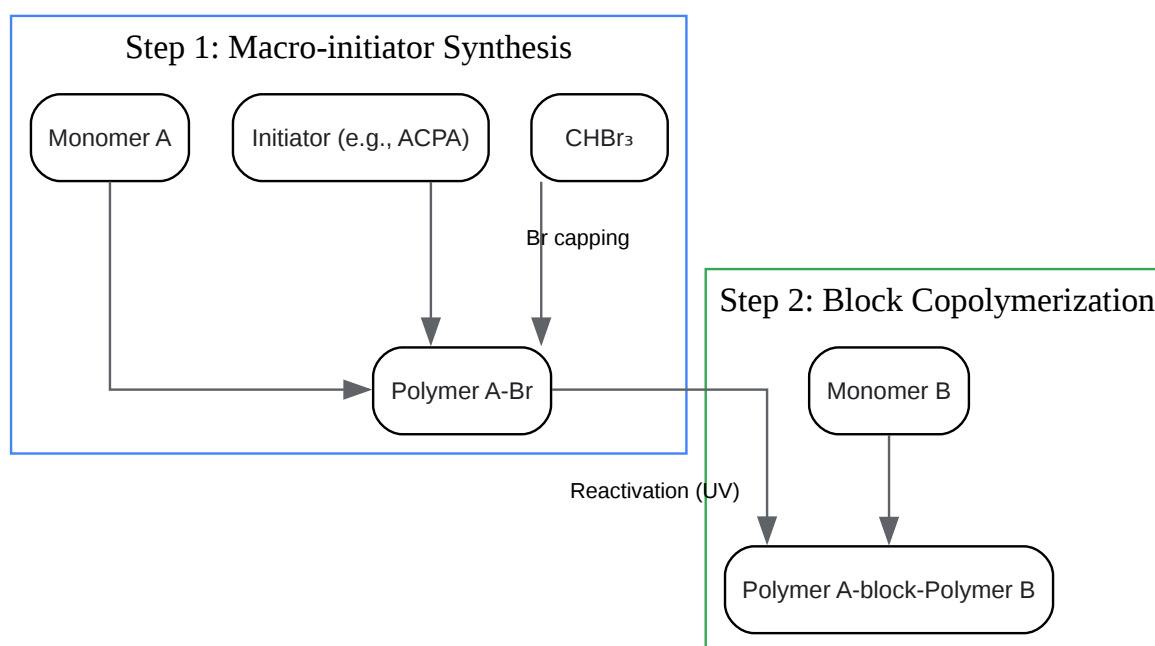 Step 1: Macro-initiator Synthesis
Monomer A
Initiator (e.g., ACPA)
CHBr₃
Br capping
Step 2: Block Copolymerization
Polymer A-Br
Monomer B
Reactivation (UV)
Polymer A-block-Polymer B